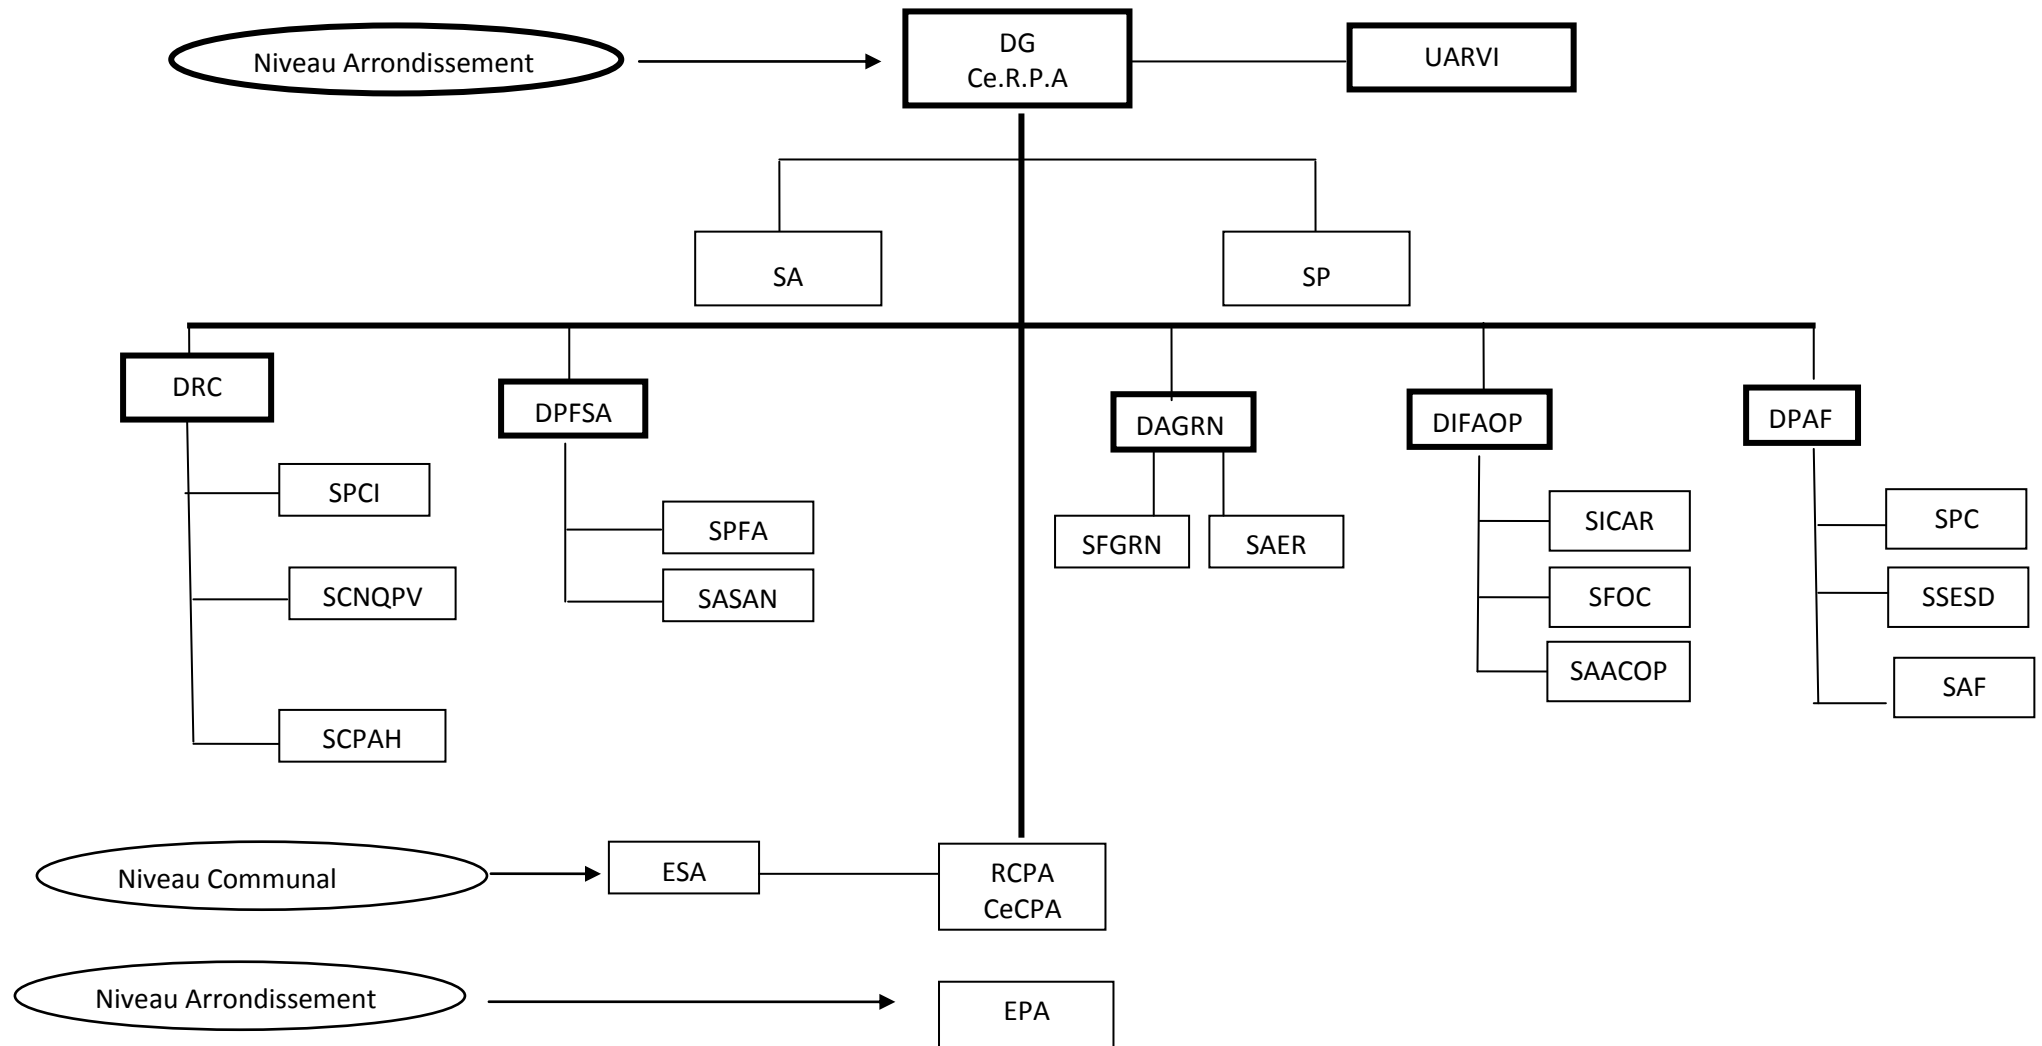 Niveau Arrondissement
DG
Ce.R.P.A
UARVI
SA
SP
DRC
DPFSA
DAGRN
DIFAOP
DPAF
SPCI
SCNQPV
SCPAH
SPFA
SASAN
SFGRN
SAER
SICAR
SFOC
SAACOP
SPC
SSESD
SAF
Niveau Communal
ESA
RCPA
CeCPA
Niveau Arrondissement
EPA